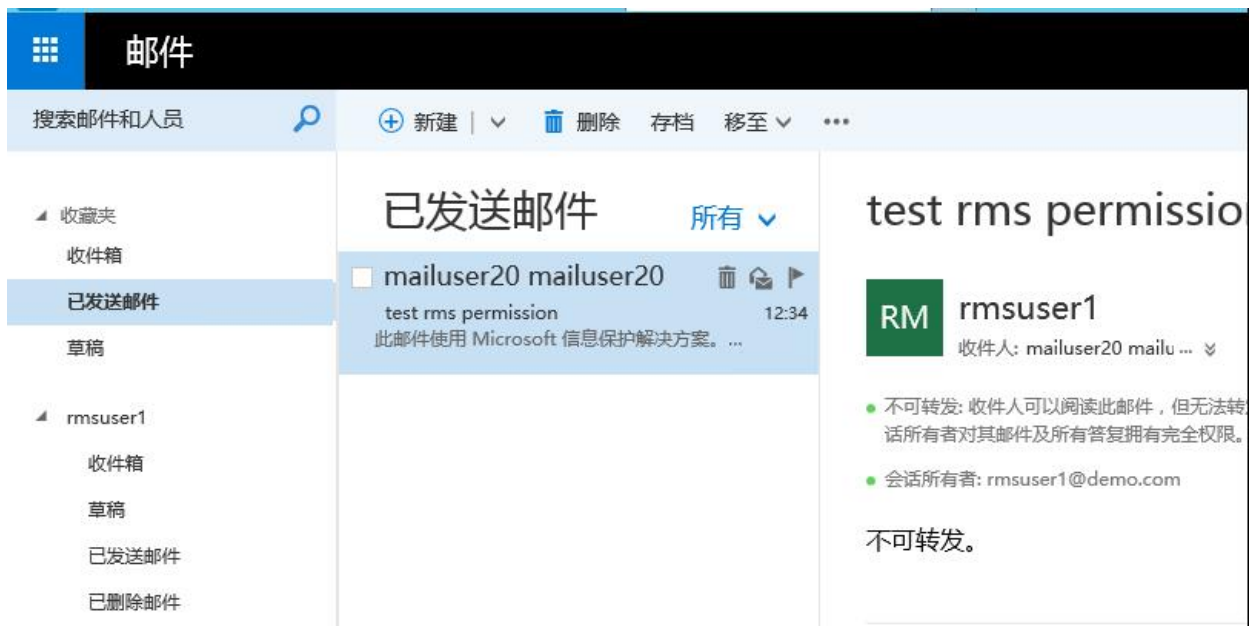 邮件
搜索邮件和人员
新建
删除
存档
移至
收藏夹
收件箱
已发送邮件
草稿
rmsuser1
收件箱
草稿
已发送邮件
已删除邮件
已发送邮件
所有
mailuser20 mailuser20
test rms permission
12:34
此邮件使用 Microsoft 信息保护解决方案。...
test rms permissio
RM
rmsuser1
收件人: mailuser20 mailu ...
不可转发: 收件人可以阅读此邮件，但无法转
话所有者对其邮件及所有答复拥有完全权限。
会话所有者: rmsuser1@demo.com
不可转发。